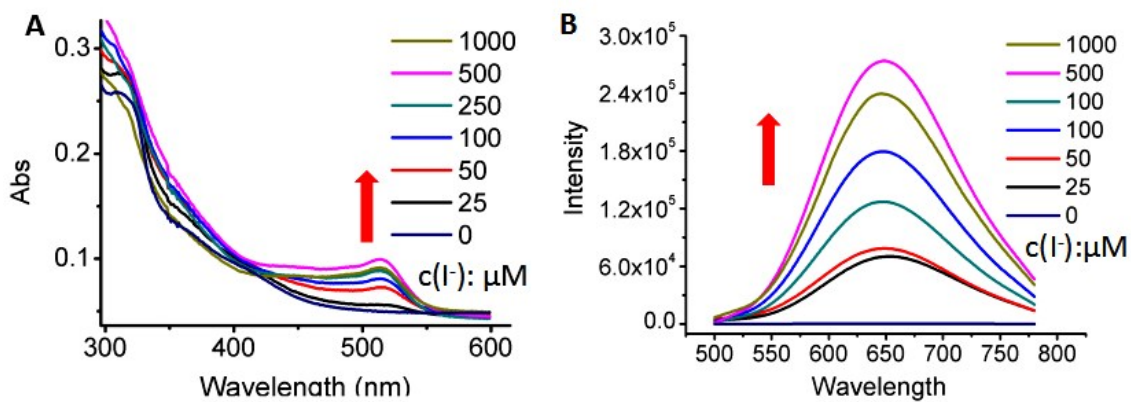 A
0.3
0.2
0.1
Abs
300
400
500
600
Wavelength (nm)
1000
500
250
100
50
25
0
c(I⁻): μM
B
3.0x10⁵
2.4x10⁵
1.8x10⁵
1.2x10⁵
6.0x10⁴
0.0
Intensity
500
550
600
650
700
750
800
Wavelength
1000
500
100
100
50
25
0
c(I⁻):μM